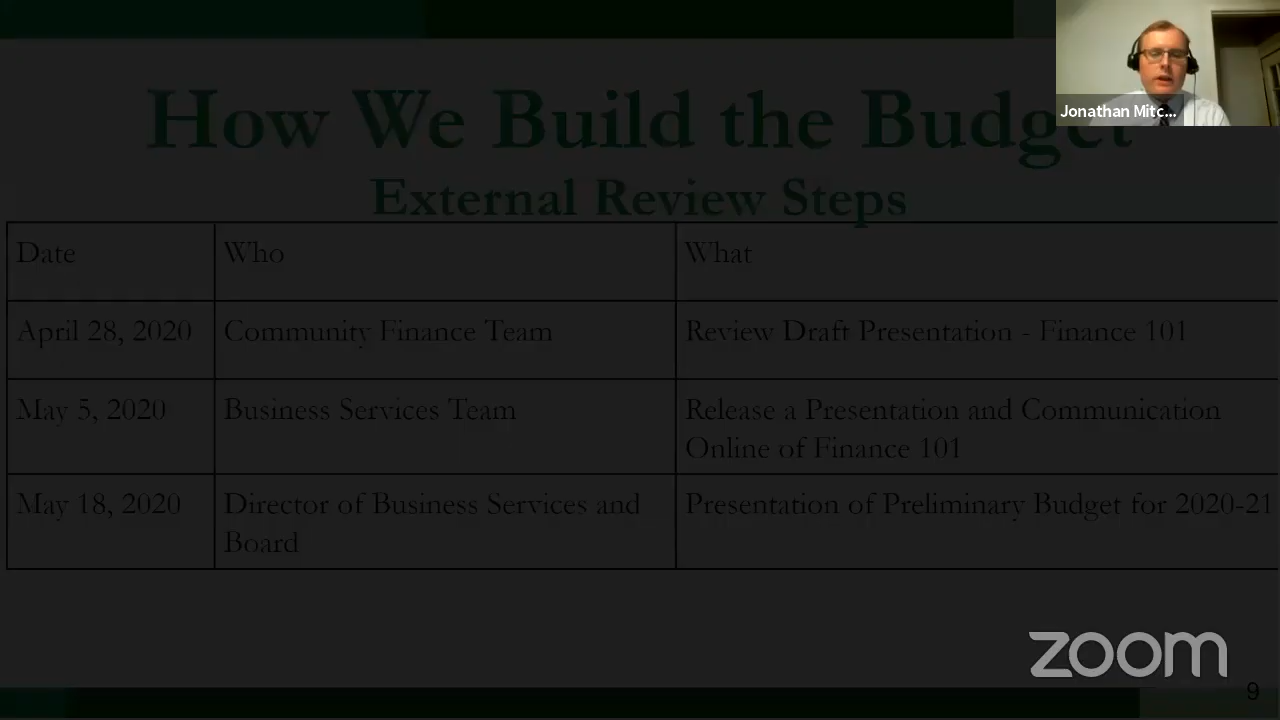 How We Build the Budget
Jonathan Mitc...
External Review Steps
Date
Who
What
April 28, 2020
Community Finance Team
Review Draft Presentation - Finance 101
May 5, 2020
Business Services Team
Release a Presentation and Communication
Online of Finance 101
May 18, 2020
Director of Business Services and
Board
Presentation of Preliminary Budget for 2020-21
zoom
9